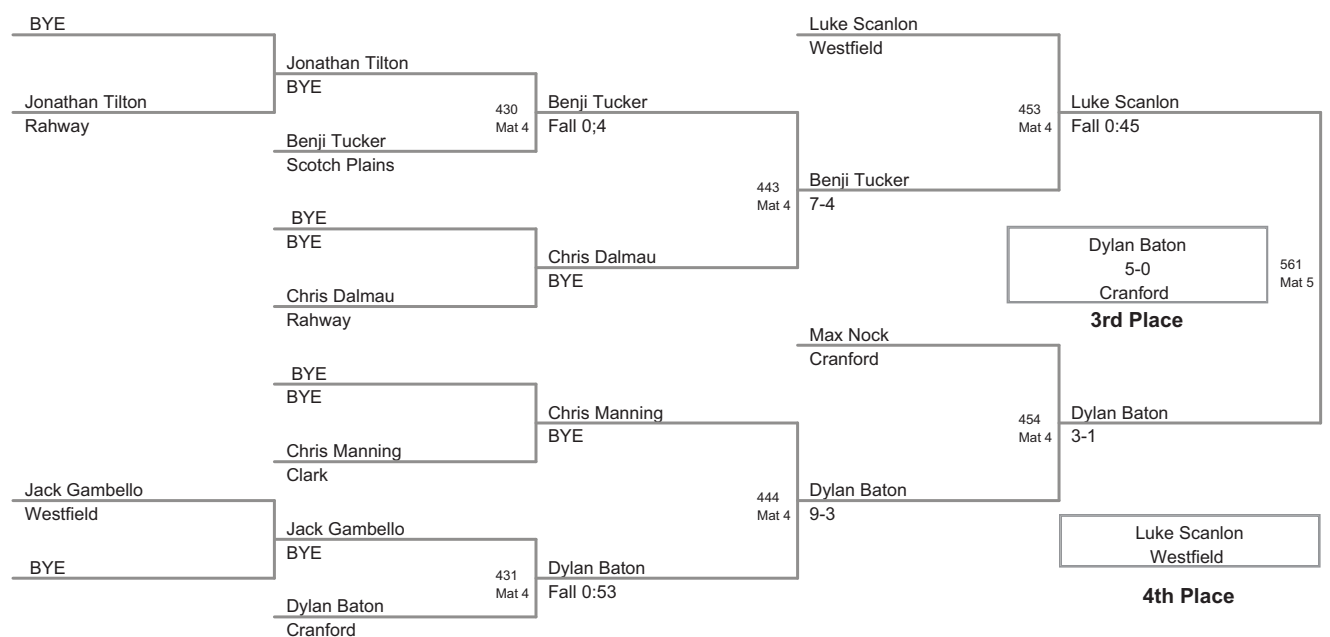 BYE
Jonathan Tilton
Rahway
Jonathan Tilton
BYE
Benji Tucker
Scotch Plains
430
Mat 4
Benji Tucker
Fall 0;4
BYE
BYE
Chris Dalmau
Rahway
Chris Dalmau
BYE
443
Mat 4
Benji Tucker
7-4
Luke Scanlon
Westfield
453
Mat 4
Luke Scanlon
Fall 0:45
Dylan Baton
5-0
Cranford
3rd Place
561
Mat 5
BYE
BYE
Chris Manning
Clark
Chris Manning
BYE
Jack Gambello
Westfield
BYE
Jack Gambello
BYE
Dylan Baton
Cranford
431
Mat 4
Dylan Baton
Fall 0:53
444
Mat 4
Dylan Baton
9-3
Max Nock
Cranford
454
Mat 4
Dylan Baton
3-1
Luke Scanlon
Westfield
4th Place